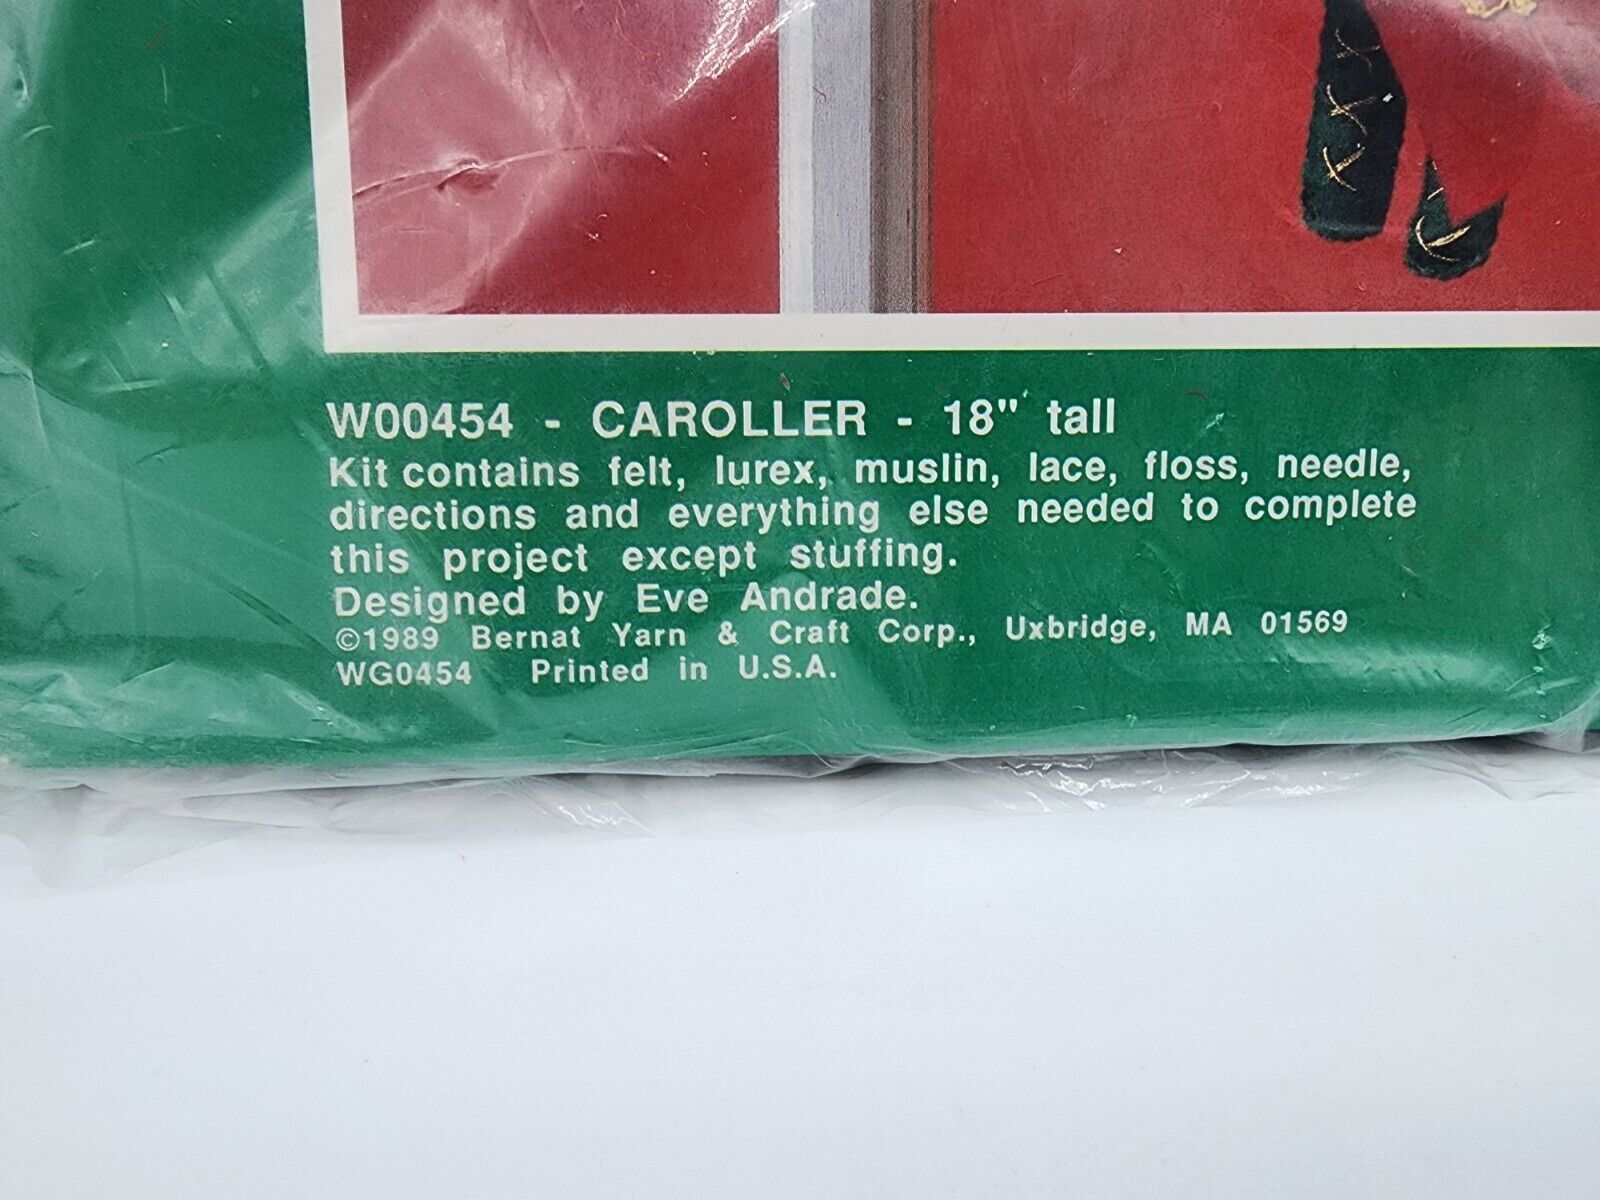 W00454 - CAROLLER - 18" tall
Kit contains felt, lurex, muslin, lace, floss, needle,
directions and everything else needed to complete
this project except stuffing.
Designed by Eve Andrade.
©1989 Bernat Yarn & Craft Corp., Uxbridge, MA 01569
WG0454 Printed in U.S.A.